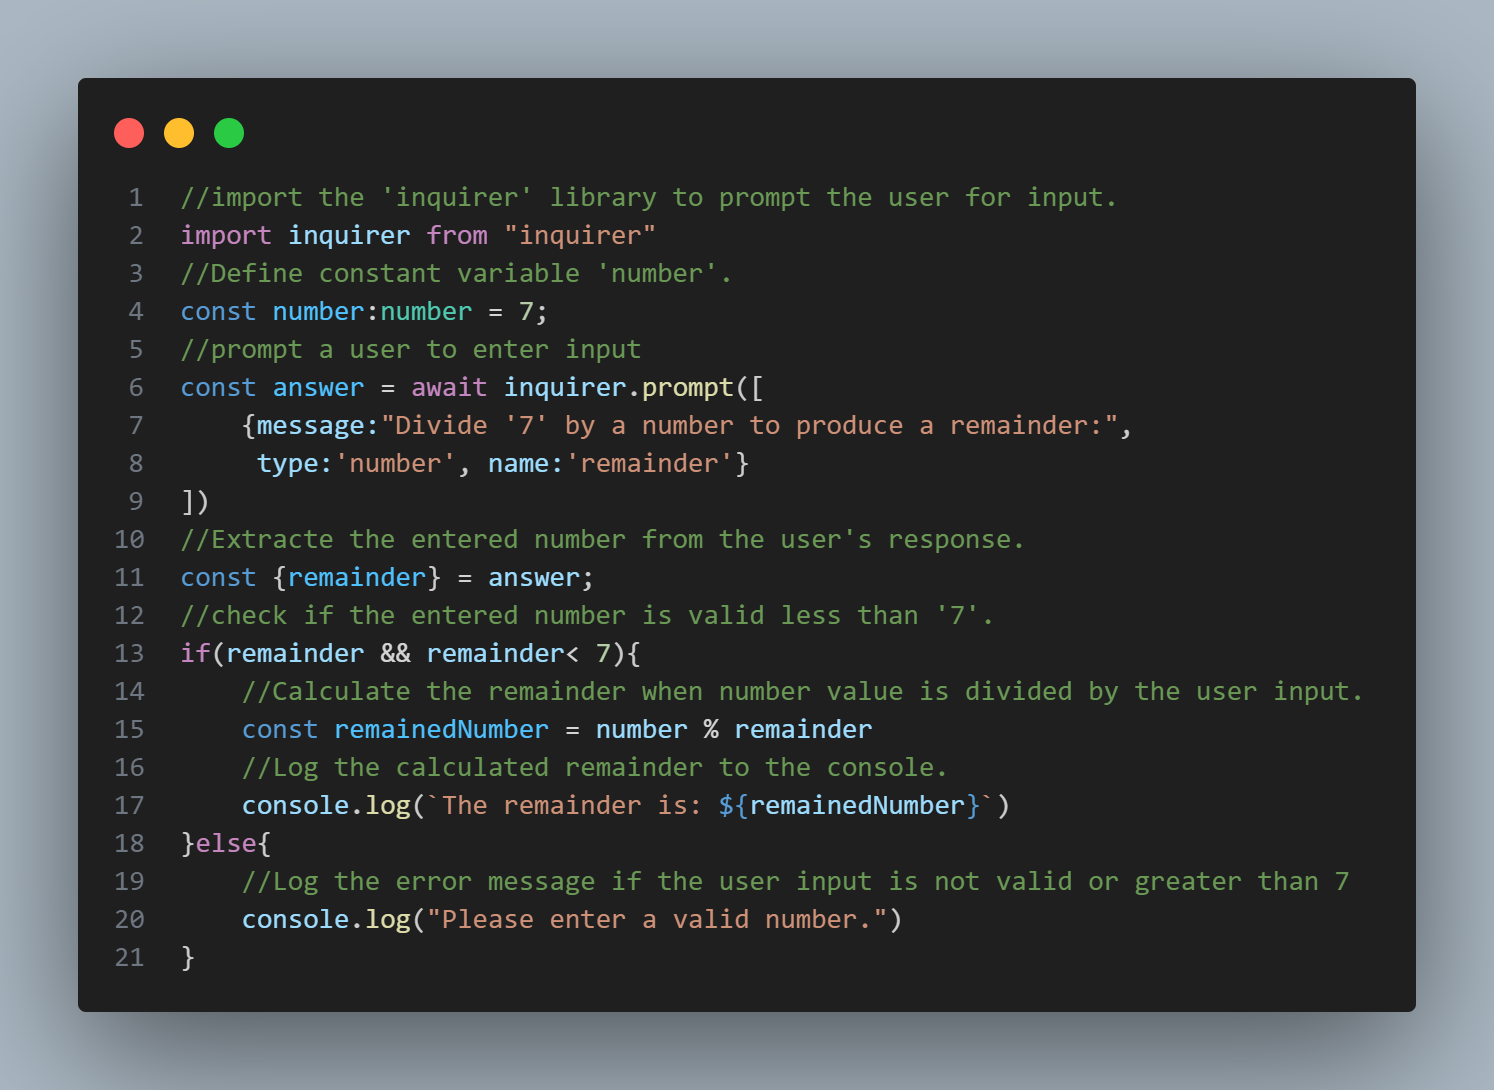 1 //import the 'inquirer' library to prompt the user for input.
2 import inquirer from "inquirer"
3 //Define constant variable 'number'.
4 const number:number = 7;
5 //prompt a user to enter input
6 const answer = await inquirer.prompt([
7     {message:"Divide '7' by a number to produce a remainder:",
8      type:'number', name:'remainder'}
9 ])
10 //Extracte the entered number from the user's response.
11 const {remainder} = answer;
12 //check if the entered number is valid less than '7'.
13 if(remainder && remainder< 7){
14     //Calculate the remainder when number value is divided by the user input.
15     const remainedNumber = number % remainder
16     //Log the calculated remainder to the console.
17     console.log(`The remainder is: ${remainedNumber}`)
18 }else{
19     //Log the error message if the user input is not valid or greater than 7
20     console.log("Please enter a valid number.")
21 }